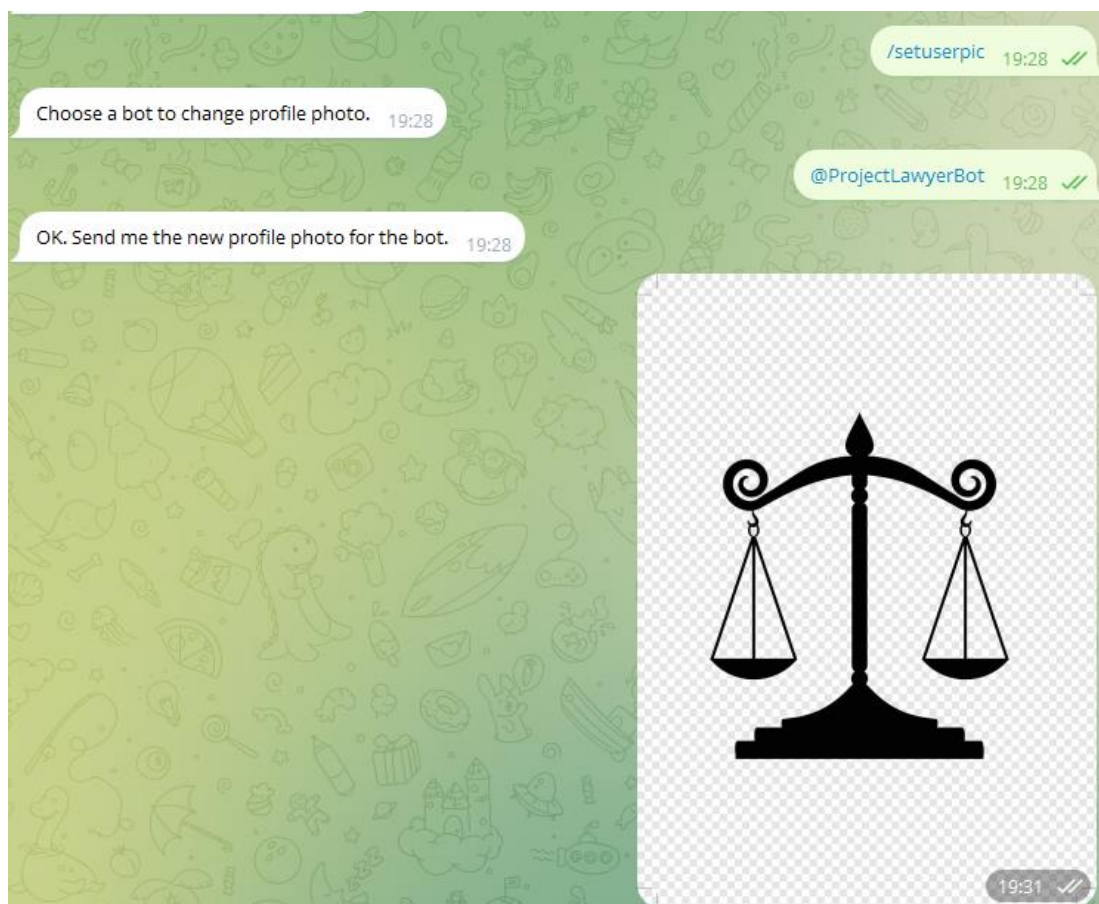 /setuserpic 19:28
Choose a bot to change profile photo. 19:28
@ProjectLawyerBot 19:28
OK. Send me the new profile photo for the bot. 19:28
19:31